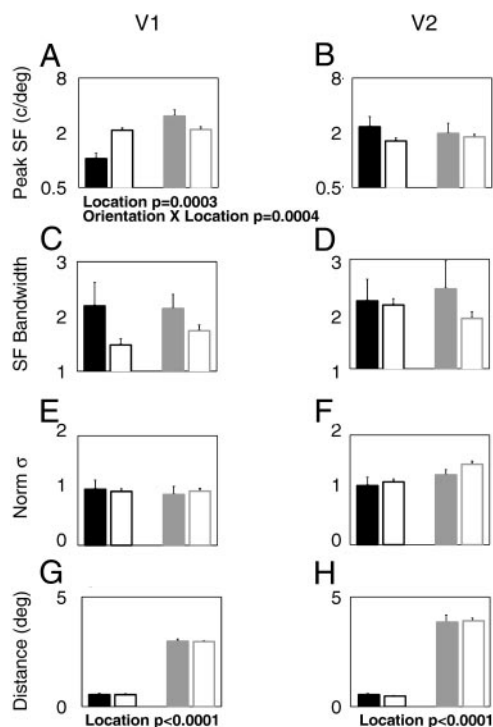 V1 V2
A B
Peak SF (c/deg)
8 8
2 2
0.5 0.5
Location p=0.0003
Orientation X Location p=0.0004
C D
SF Bandwidth
3 3
2 2
1 1
E F
Norm σ
2 2
1 1
0 0
G H
Distance (deg)
5 5
0 0
Location p<0.0001 Location p<0.0001